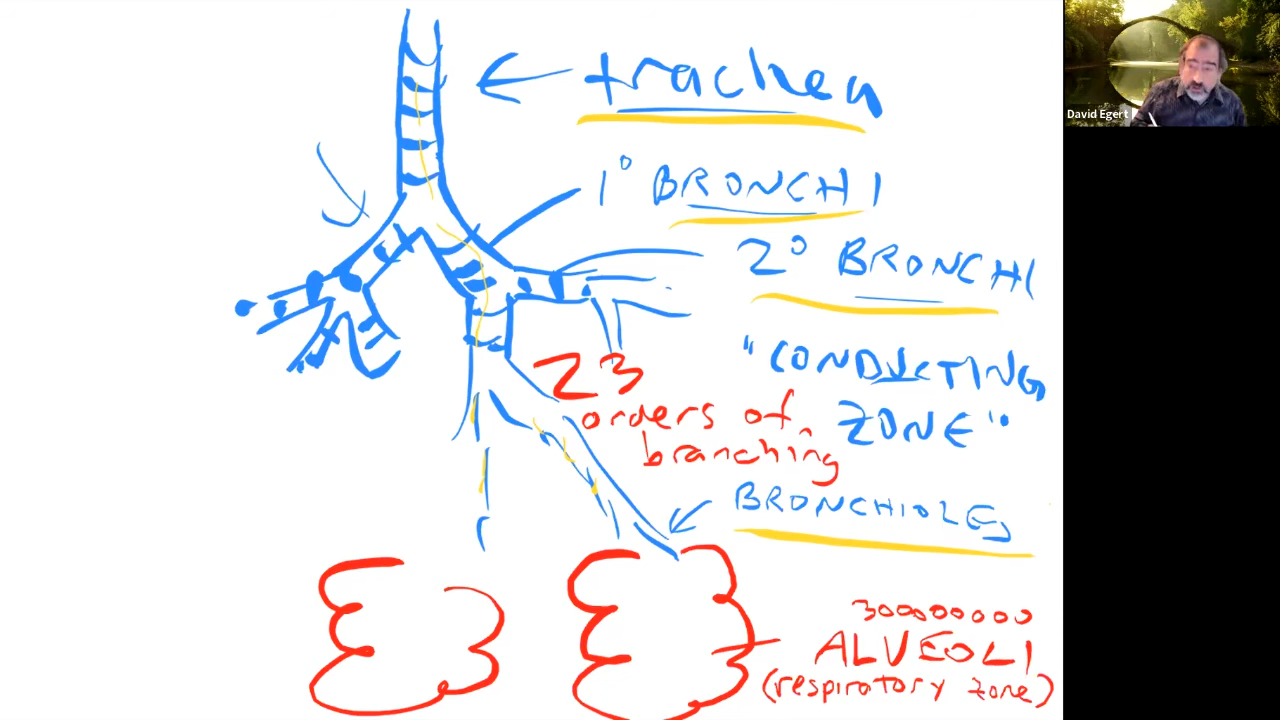 trachea
David Egert
1° BRONCHI
2° BRONCHI
"CONDUCTING
ZONE"
23
orders of
branching
BRONCHIOLES
300000000
ALVEOLI
(respiratory zone)